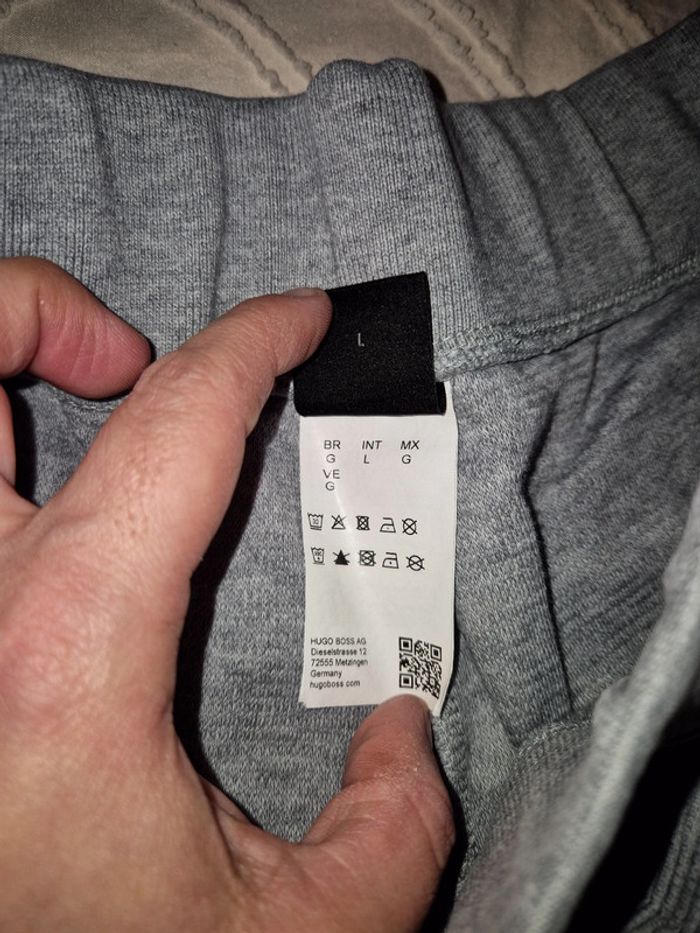 L
BR INT MX
G L G
VE
G
HUGO BOSS AG
Dieselstrasse 12
72555 Metzingen
Germany
hugoboss.com